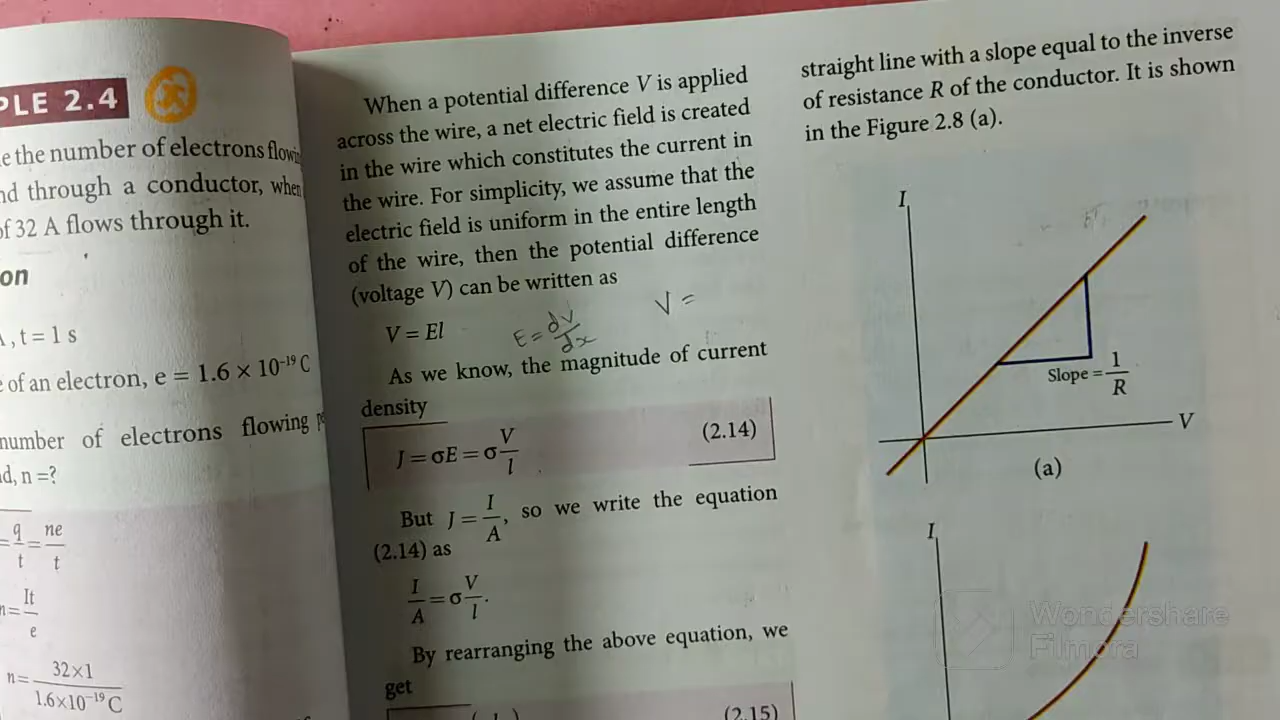 PLE 2.4
e the number of electrons flowing
nd through a conductor, when
of 32 A flows through it.
on
A, t = 1 s
e of an electron, e = 1.6 × 10⁻¹⁹ C
number of electrons flowing
d, n =?
= q/t = ne/t
n = It/e
n = 32×1 / 1.6×10⁻¹⁹ C
When a potential difference V is applied
across the wire, a net electric field is created
in the wire which constitutes the current in
the wire. For simplicity, we assume that the
electric field is uniform in the entire length
of the wire, then the potential difference
(voltage V) can be written as
V = El
E = dV/dx
V =
As we know, the magnitude of current
density
J = σE = σ V/l (2.14)
But J = I/A, so we write the equation
(2.14) as
I/A = σ V/l.
By rearranging the above equation, we
get
(2.15)
straight line with a slope equal to the inverse
of resistance R of the conductor. It is shown
in the Figure 2.8 (a).
I
Slope = 1/R
V
(a)
I
Wondershare
Filmora